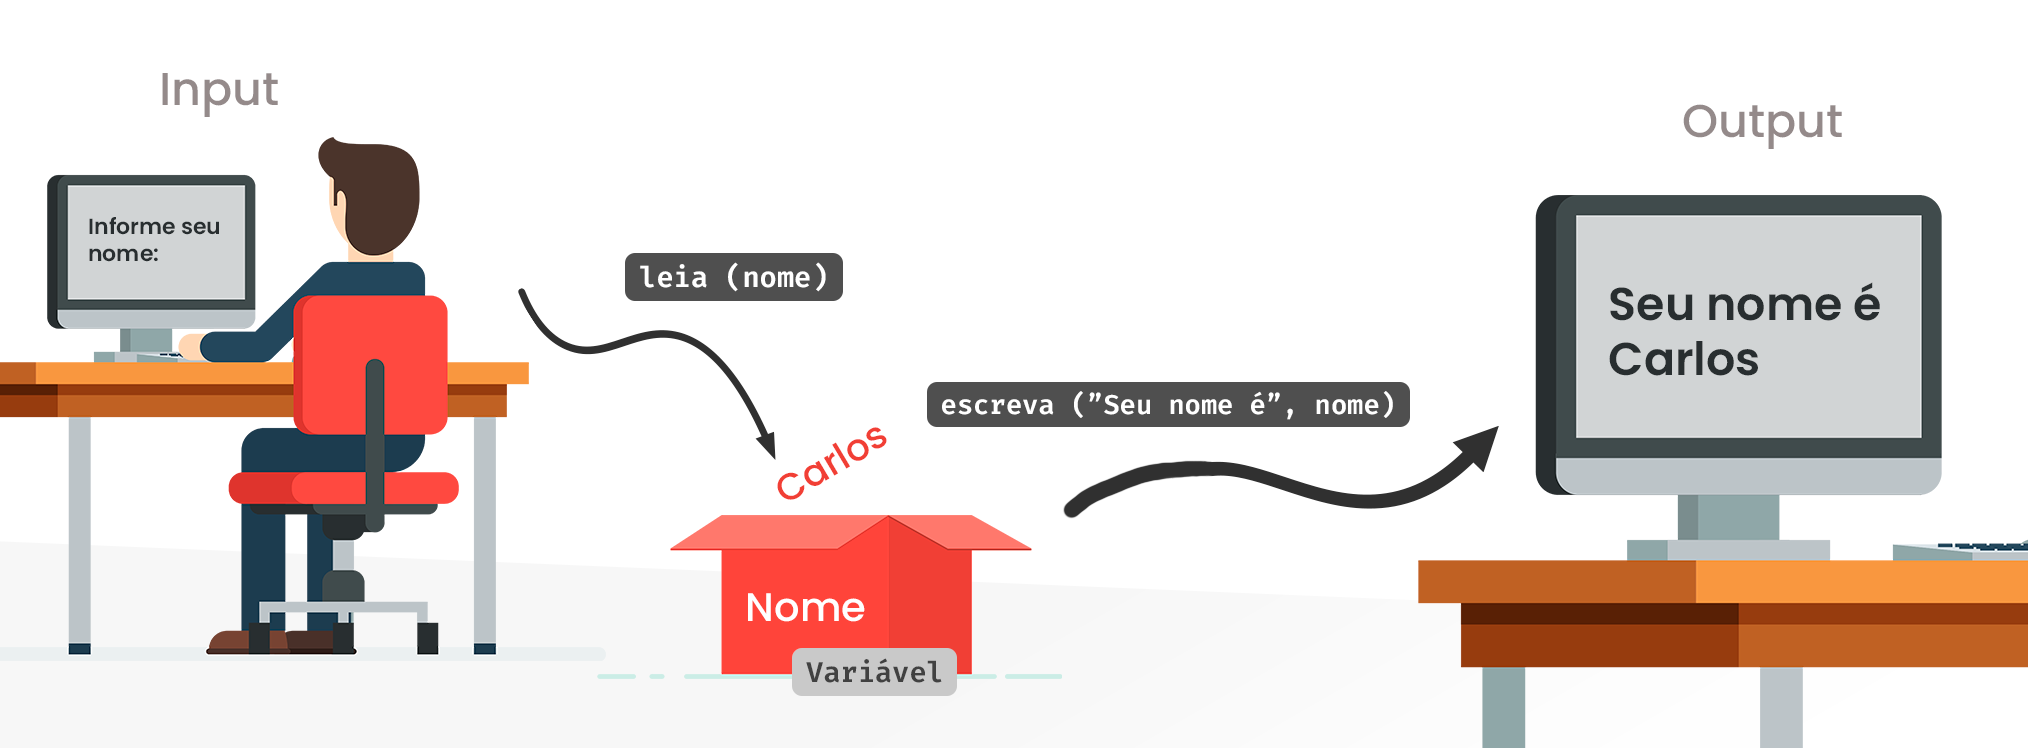 Input
Output
Informe seu
nome:
leia (nome)
Seu nome é
Carlos
escreva (”Seu nome é”, nome)
Carlos
Nome
Variável